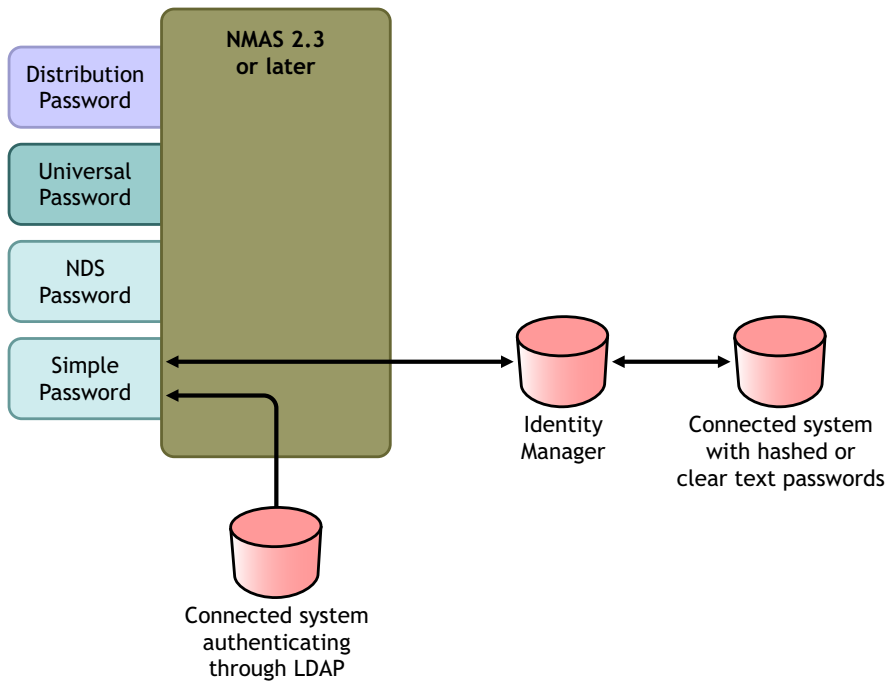 NMAS 2.3
or later
Distribution
Password
Universal
Password
NDS
Password
Simple
Password
Identity
Manager
Connected system
with hashed or
clear text passwords
Connected system
authenticating
through LDAP